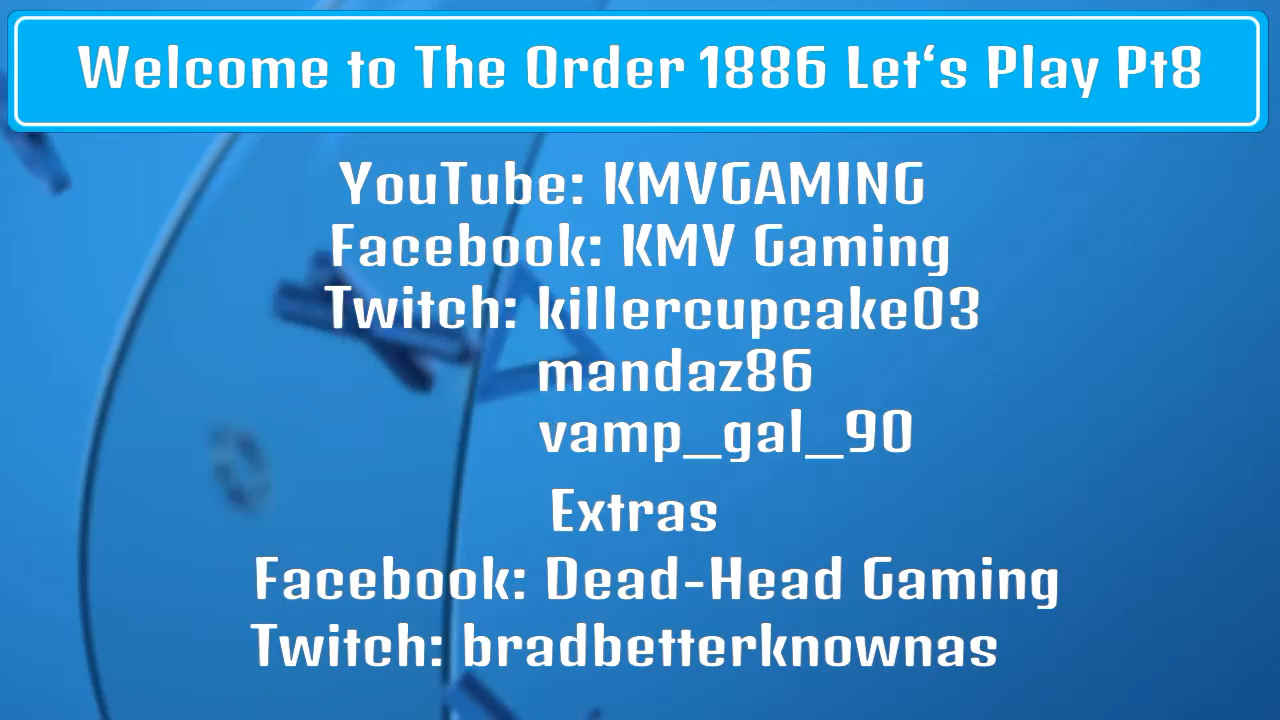 Welcome to The Order 1886 Let‘s Play Pt8
YouTube: KMVGAMING
Facebook: KMV Gaming
Twitch: killercupcake03
mandaz86
vamp_gal_90
Extras
Facebook: Dead-Head Gaming
Twitch: bradbetterknownas